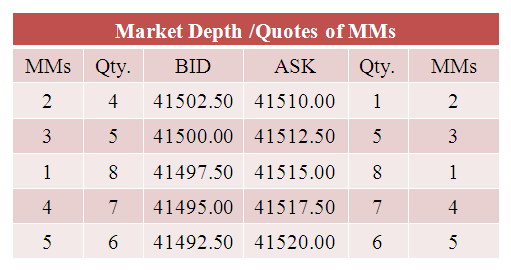 Market Depth /Quotes of MMs
MMs Qty. BID ASK Qty. MMs
2 4 41502.50 41510.00 1 2
3 5 41500.00 41512.50 5 3
1 8 41497.50 41515.00 8 1
4 7 41495.00 41517.50 7 4
5 6 41492.50 41520.00 6 5